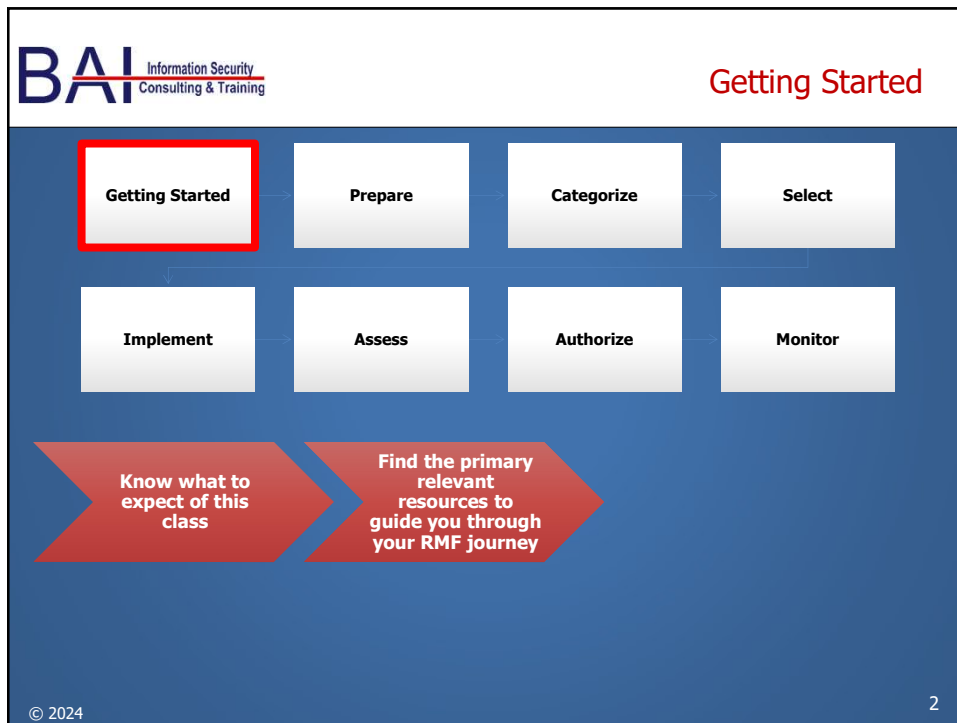 BAI Information Security
Consulting & Training
Getting Started
Getting Started
Prepare
Categorize
Select
Implement
Assess
Authorize
Monitor
Know what to
expect of this
class
Find the primary
relevant
resources to
guide you through
your RMF journey
© 2024
2